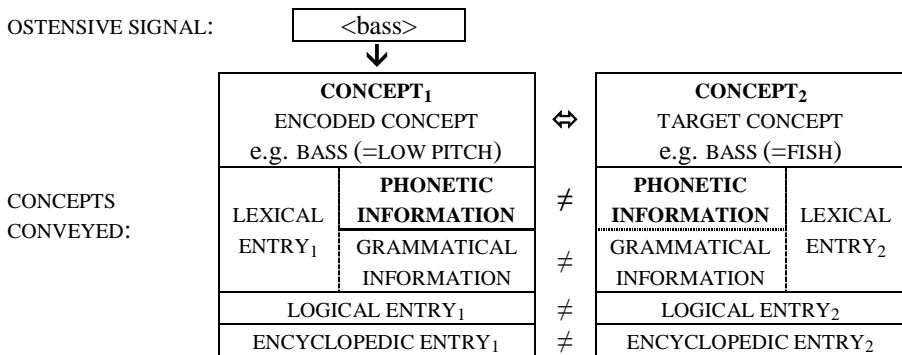 OSTENSIVE SIGNAL: <bass>
🡻
CONCEPT₁ CONCEPT₂
ENCODED CONCEPT ⇔ TARGET CONCEPT
e.g. BASS (=LOW PITCH) e.g. BASS (=FISH)
CONCEPTS CONVEYED:
LEXICAL ENTRY₁ PHONETIC INFORMATION ≠ PHONETIC INFORMATION LEXICAL ENTRY₂
GRAMMATICAL INFORMATION ≠ GRAMMATICAL INFORMATION
LOGICAL ENTRY₁ ≠ LOGICAL ENTRY₂
ENCYCLOPEDIC ENTRY₁ ≠ ENCYCLOPEDIC ENTRY₂